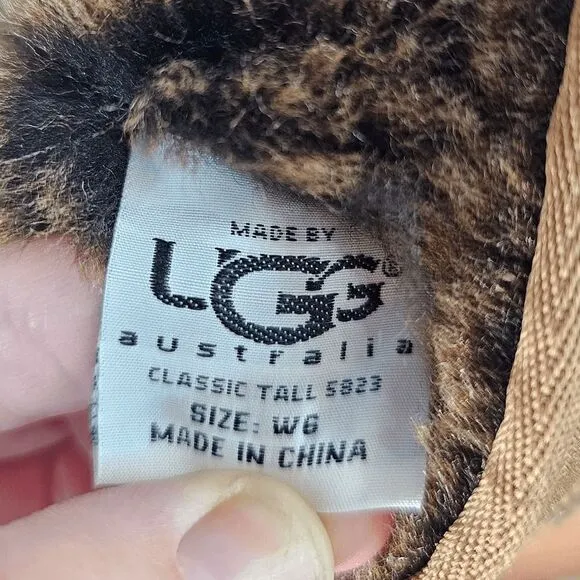 MADE BY
UGG®
australia
CLASSIC TALL 5823
SIZE: W6
MADE IN CHINA